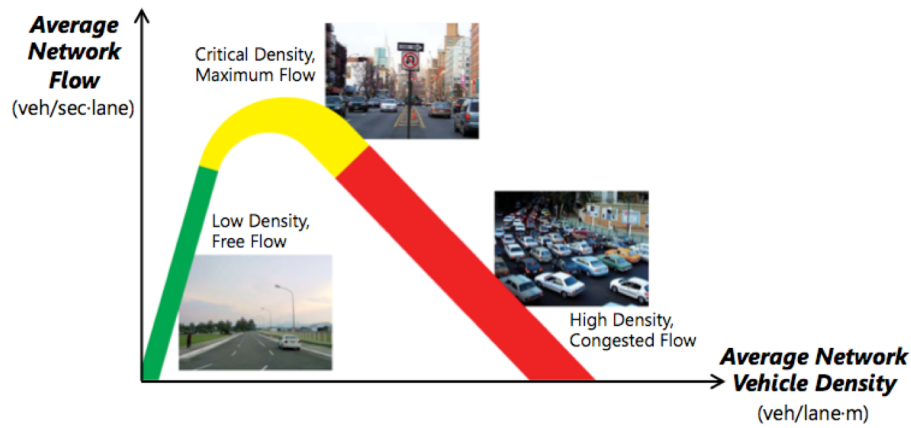 Average
Network
Flow
(veh/sec·lane)
Critical Density,
Maximum Flow
Low Density,
Free Flow
High Density,
Congested Flow
Average Network
Vehicle Density
(veh/lane·m)